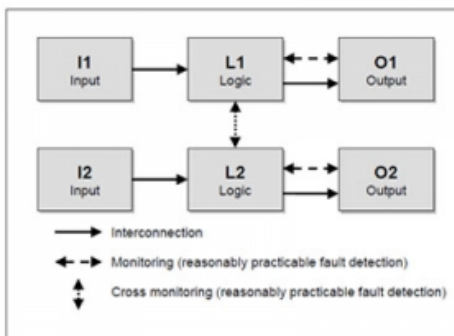 I1 L1 O1
Input Logic Output
I2 L2 O2
Input Logic Output
Interconnection
Monitoring (reasonably practicable fault detection)
Cross monitoring (reasonably practicable fault detection)